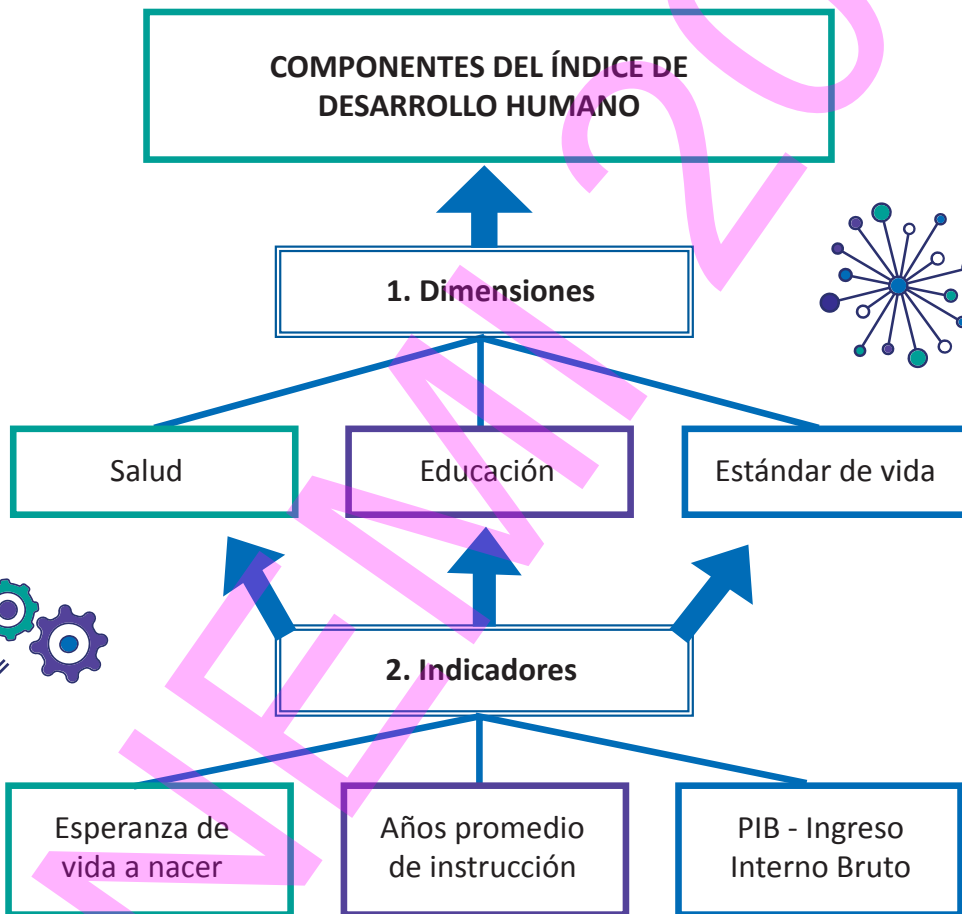 COMPONENTES DEL ÍNDICE DE
DESARROLLO HUMANO
1. Dimensiones
Salud
Educación
Estándar de vida
2. Indicadores
Esperanza de
vida a nacer
Años promedio
de instrucción
PIB - Ingreso
Interno Bruto